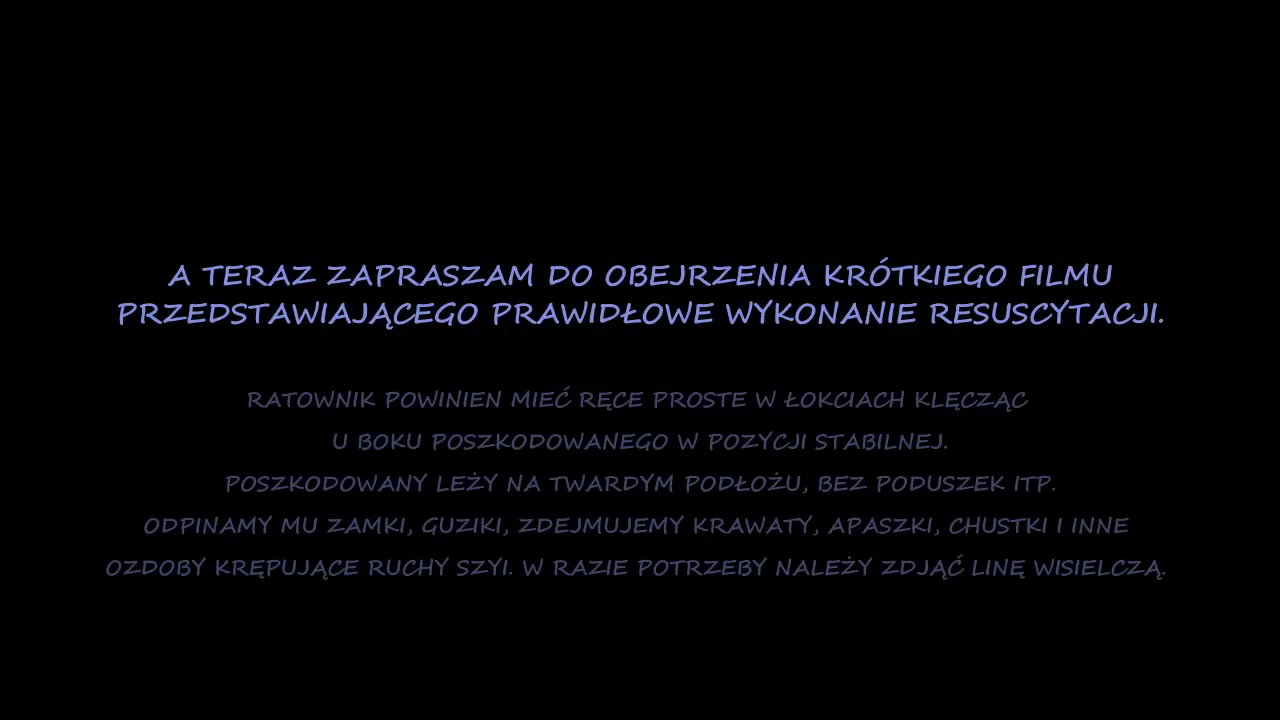 A TERAZ ZAPRASZAM DO OBEJRZENIA KRÓTKIEGO FILMU
PRZEDSTAWIAJĄCEGO PRAWIDŁOWE WYKONANIE RESUSCYTACJI.
RATOWNIK POWINIEN MIEĆ RĘCE PROSTE W ŁOKCIACH KLĘCZĄC
U BOKU POSZKODOWANEGO W POZYCJI STABILNEJ.
POSZKODOWANY LEŻY NA TWARDYM PODŁOŻU, BEZ PODUSZEK ITP.
ODPINAMY MU ZAMKI, GUZIKI, ZDEJMUJEMY KRAWATY, APASZKI, CHUSTKI I INNE
OZDOBY KRĘPUJĄCE RUCHY SZYI. W RAZIE POTRZEBY NALEŻY ZDJĄĆ LINĘ WISIELCZĄ.